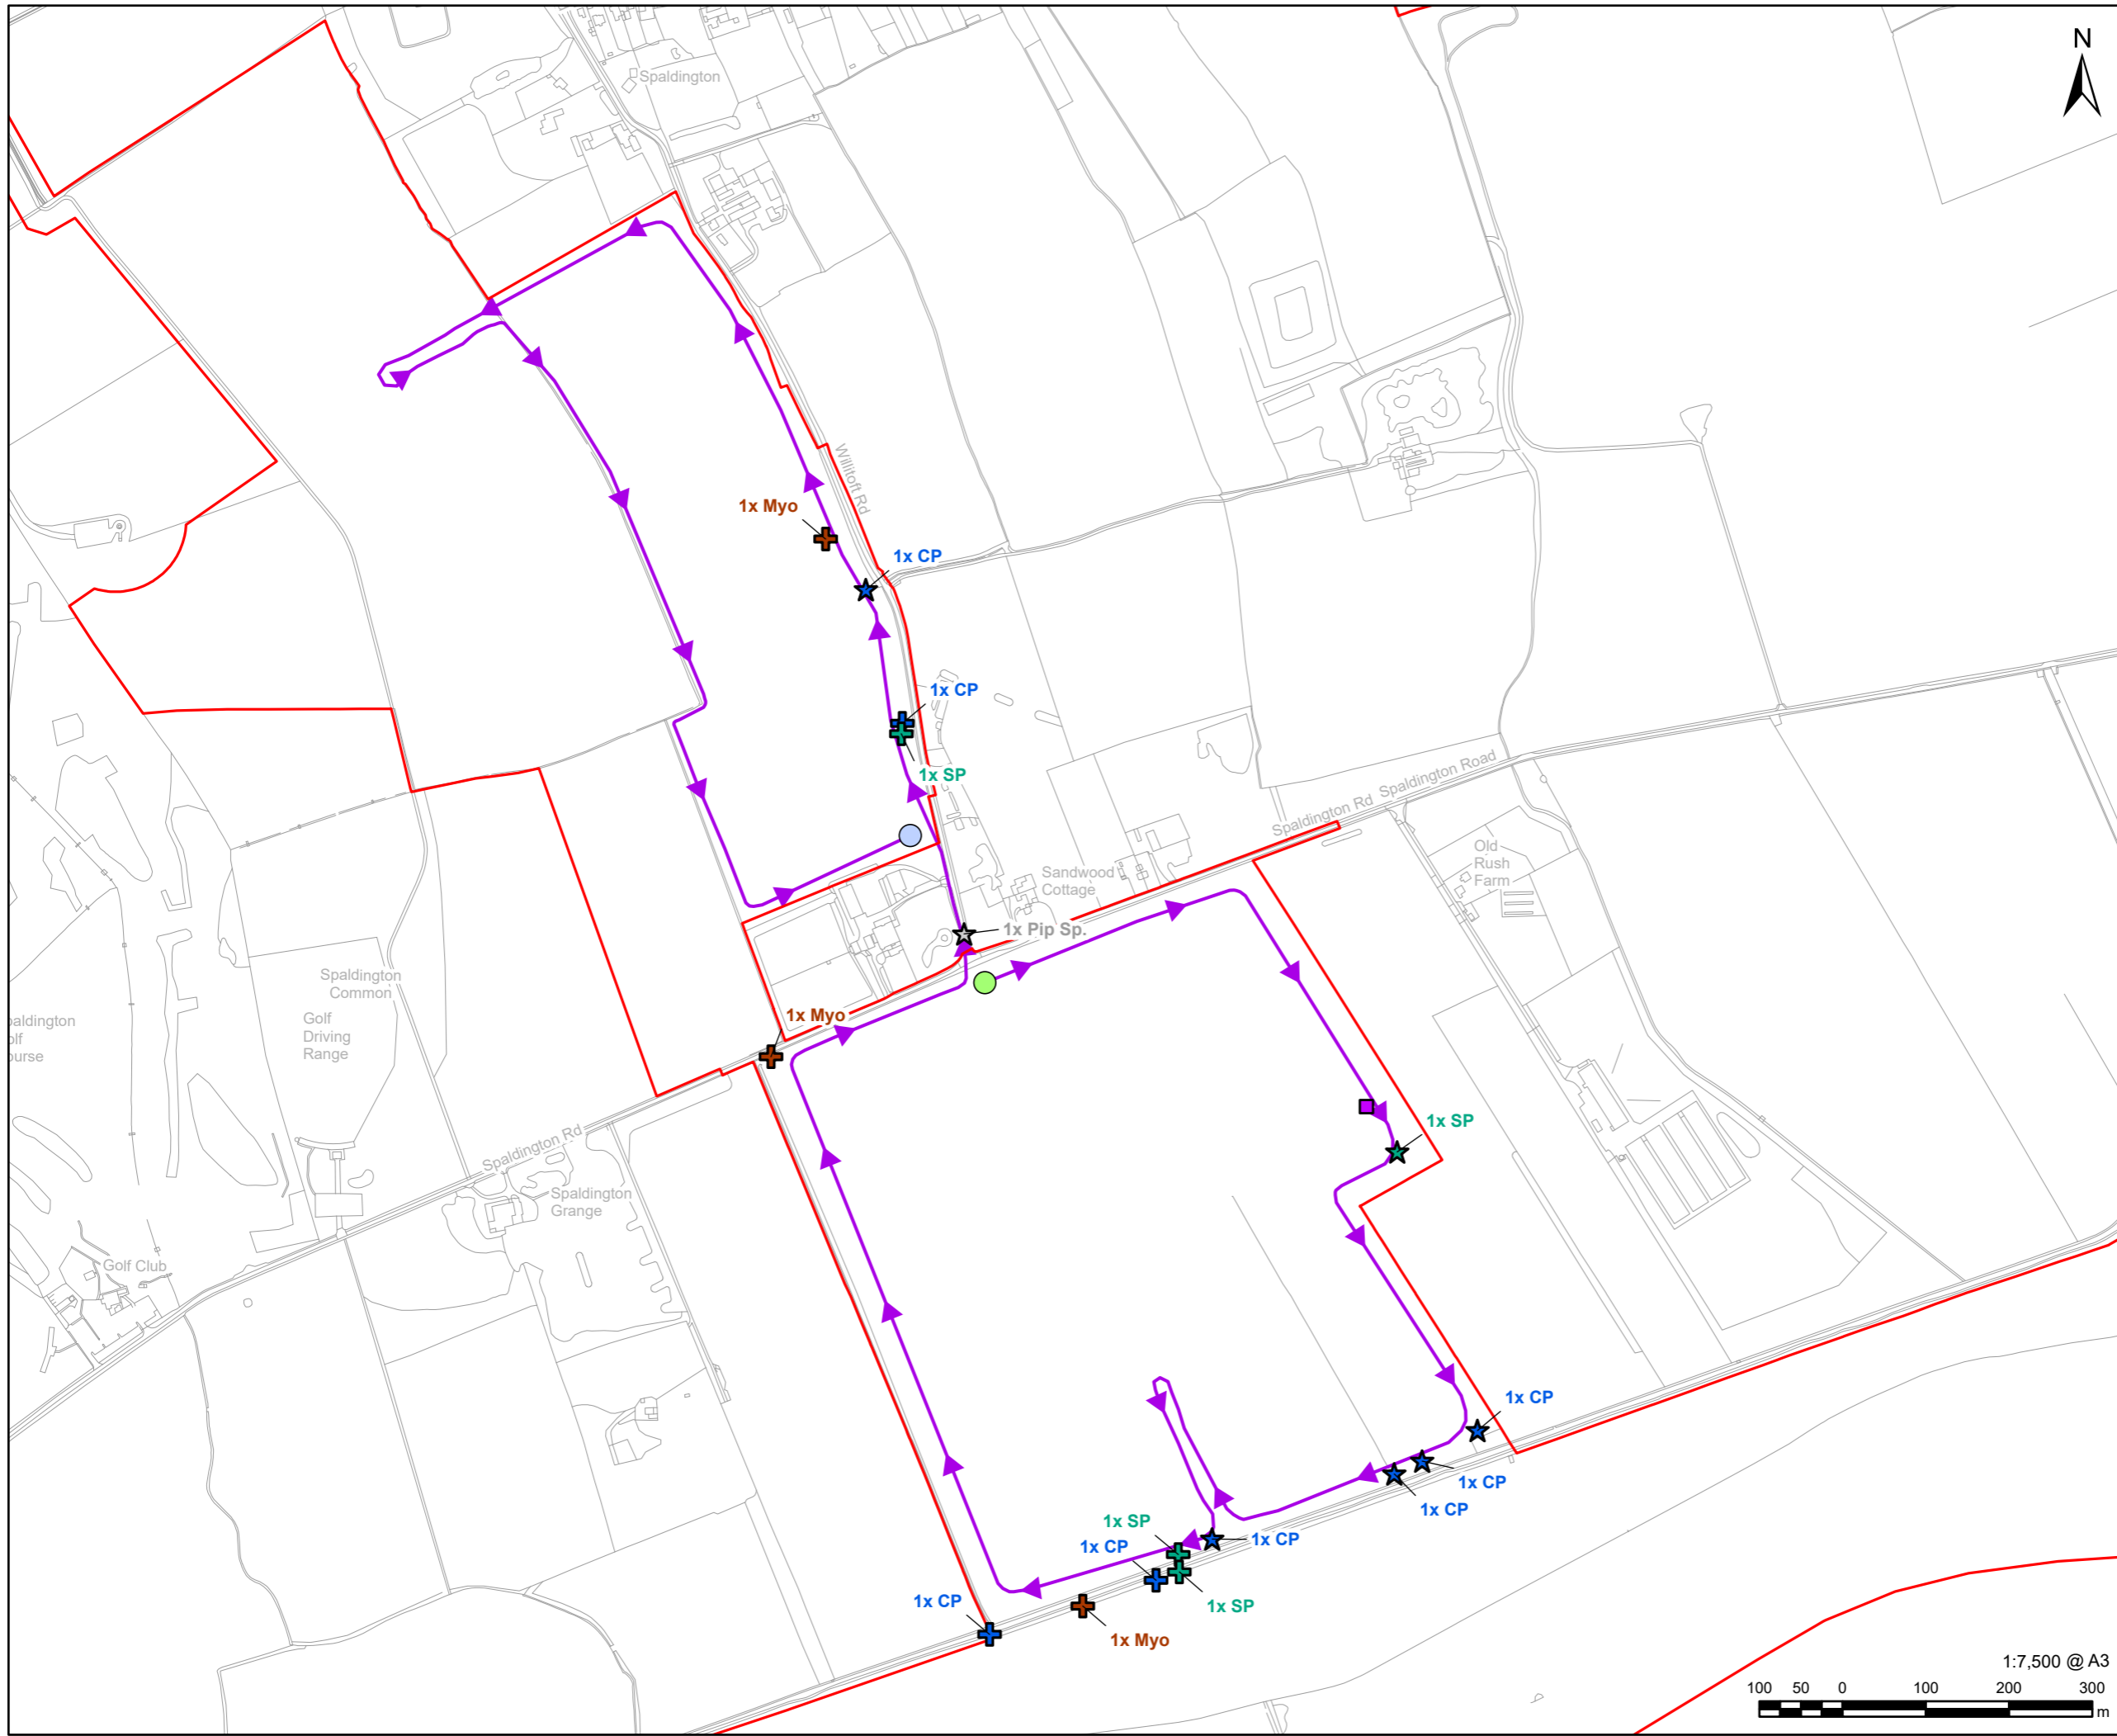 N
Spaldington
Willitoft Rd
1x Myo
1x CP
1x CP
1x SP
Spaldington Rd
Spaldington Road
Old
Rush
Farm
Sandwood
Cottage
1x Pip Sp.
Spaldington
Common
Golf
Driving
Range
1x Myo
1x SP
Spaldington Rd
Spaldington
Grange
Golf Club
1x CP
1x CP
1x CP
1x SP
1x CP
1x CP
1x SP
1x CP
1x Myo
1:7,500 @ A3
100 50 0 100 200 300
m